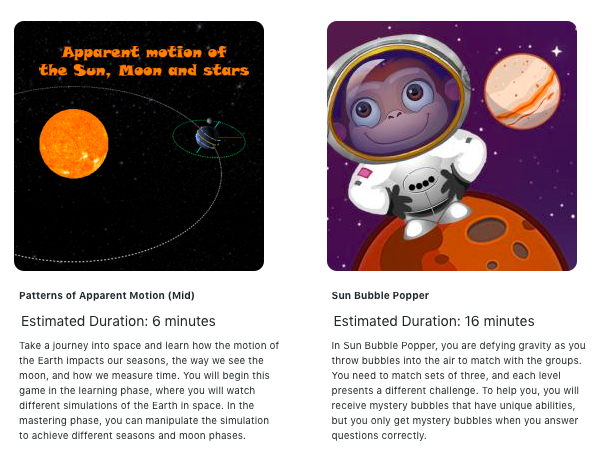 Apparent motion of
the Sun, Moon and stars
Patterns of Apparent Motion (Mid)
Estimated Duration: 6 minutes
Take a journey into space and learn how the motion of
the Earth impacts our seasons, the way we see the
moon, and how we measure time. You will begin this
game in the learning phase, where you will watch
different simulations of the Earth in space. In the
mastering phase, you can manipulate the simulation
to achieve different seasons and moon phases.
Sun Bubble Popper
Estimated Duration: 16 minutes
In Sun Bubble Popper, you are defying gravity as you
throw bubbles into the air to match with the groups.
You need to match sets of three, and each level
presents a different challenge. To help you, you will
receive mystery bubbles that have unique abilities,
but you only get mystery bubbles when you answer
questions correctly.